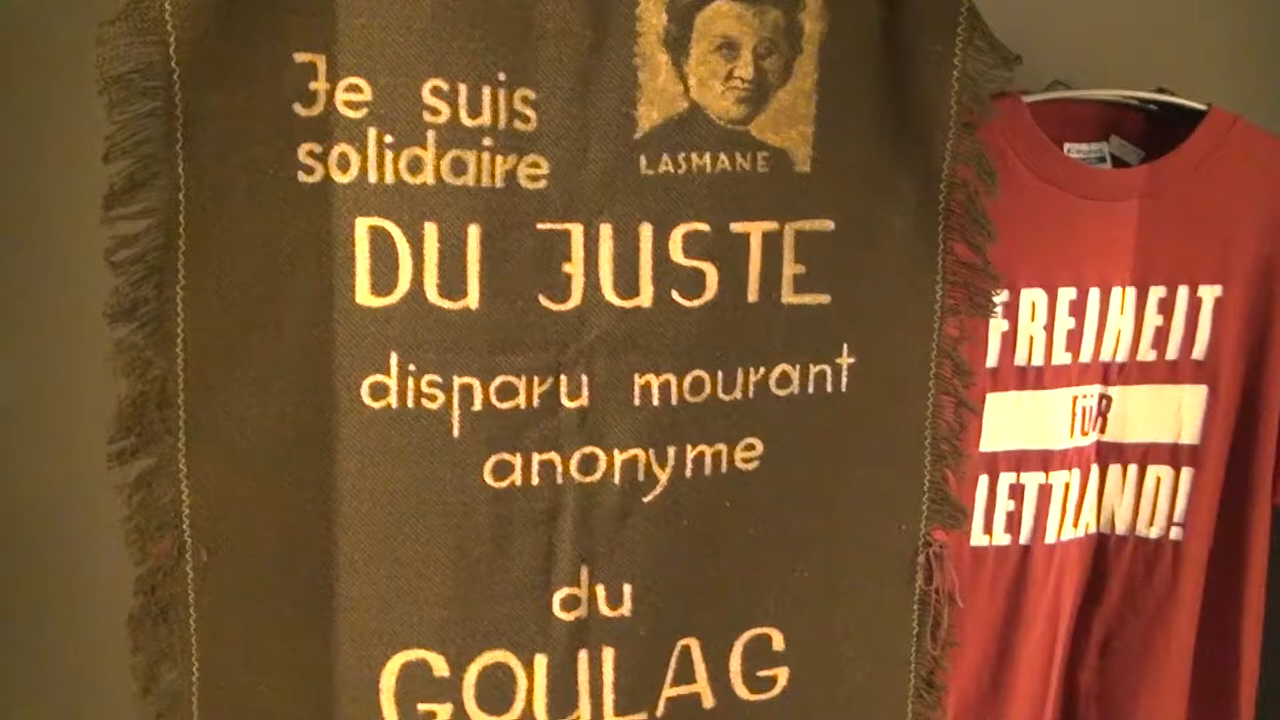 Je suis
solidaire
LASMANE
DU JUSTE
disparu mourant
anonyme
du
GOULAG
FREIHEIT
FÜR
LETTLAND!